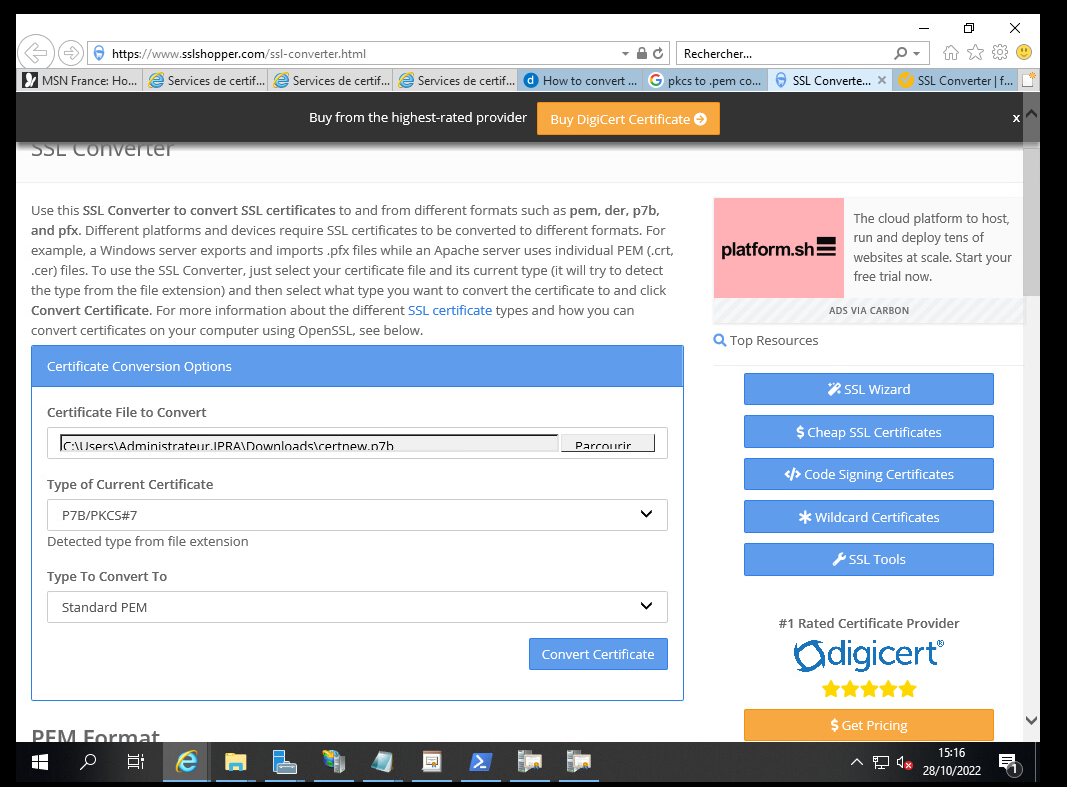 https://www.sslshopper.com/ssl-converter.html
Rechercher...
MSN France: Ho...
Services de certif...
Services de certif...
Services de certif...
How to convert ...
pkcs to .pem co...
SSL Converte...
SSL Converter | f...
Buy from the highest-rated provider
Buy DigiCert Certificate
x
SSL Converter
Use this SSL Converter to convert SSL certificates to and from different formats such as pem, der, p7b,
and pfx. Different platforms and devices require SSL certificates to be converted to different formats. For
example, a Windows server exports and imports .pfx files while an Apache server uses individual PEM (.crt,
.cer) files. To use the SSL Converter, just select your certificate file and its current type (it will try to detect
the type from the file extension) and then select what type you want to convert the certificate to and click
Convert Certificate. For more information about the different SSL certificate types and how you can
convert certificates on your computer using OpenSSL, see below.
Certificate Conversion Options
Certificate File to Convert
C:\Users\Administrateur.IPRA\Downloads\certnew.p7b
Parcourir
Type of Current Certificate
P7B/PKCS#7
Detected type from file extension
Type To Convert To
Standard PEM
Convert Certificate
PEM Format
platform.sh
The cloud platform to host,
run and deploy tens of
websites at scale. Start your
free trial now.
ADS VIA CARBON
Top Resources
SSL Wizard
$ Cheap SSL Certificates
</> Code Signing Certificates
Wildcard Certificates
SSL Tools
#1 Rated Certificate Provider
digicert®
$ Get Pricing
15:16
28/10/2022
1